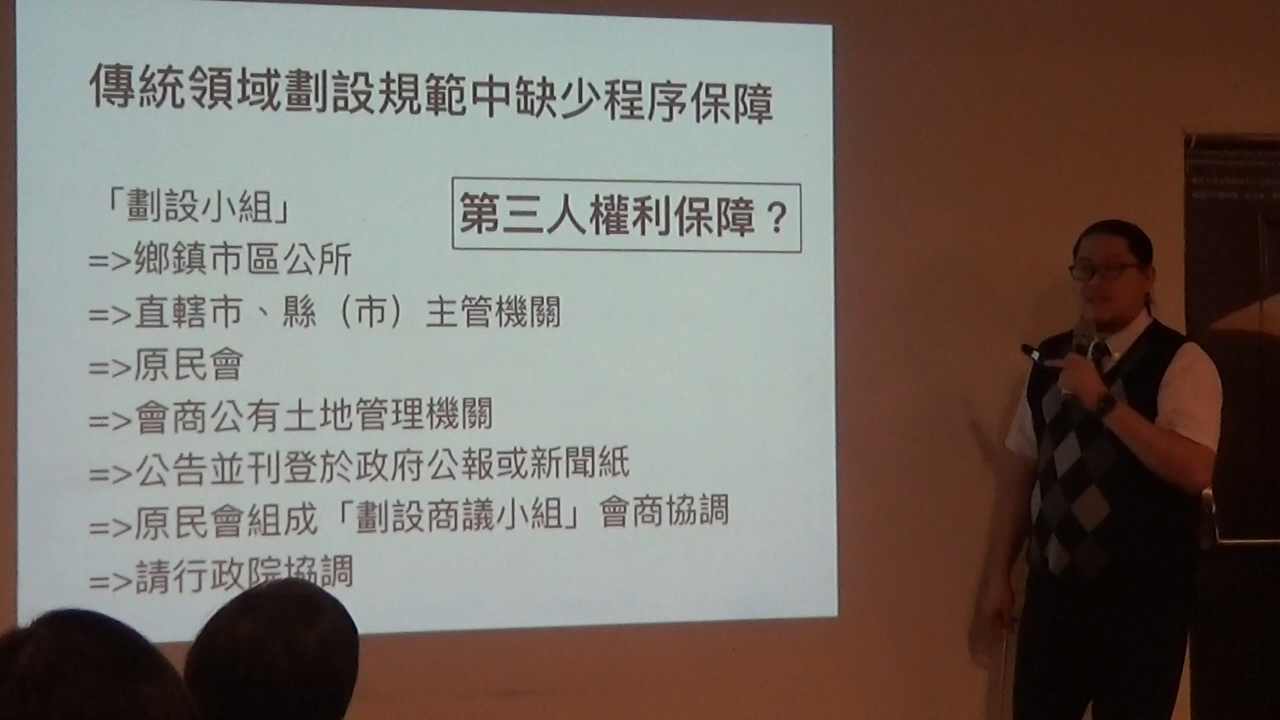 傳統領域劃設規範中缺少程序保障
「劃設小組」
第三人權利保障？
=>鄉鎮市區公所
=>直轄市、縣（市）主管機關
=>原民會
=>會商公有土地管理機關
=>公告並刊登於政府公報或新聞紙
=>原民會組成「劃設商議小組」會商協調
=>請行政院協調